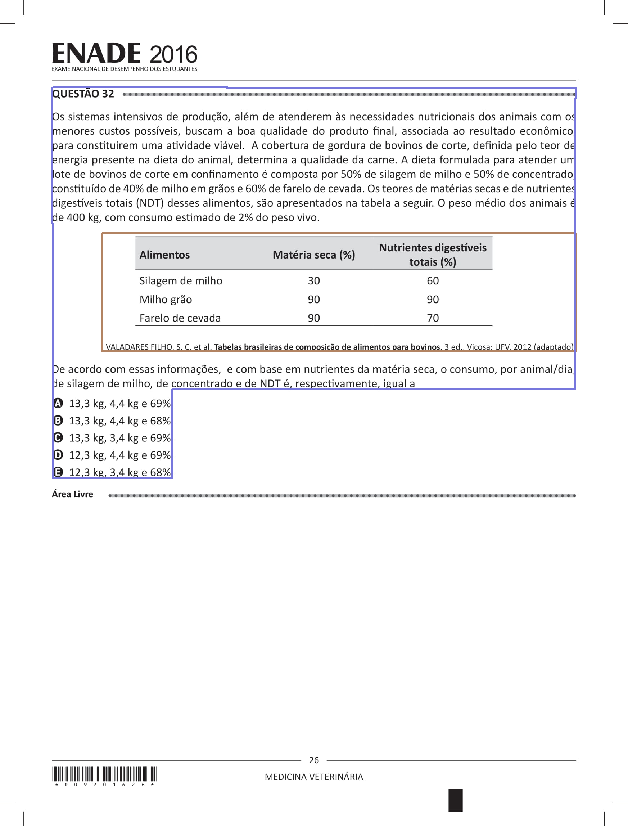 ENADE 2016
EXAME NACIONAL DE DESEMPENHO DOS ESTUDANTES
QUESTÃO 32
Os sistemas intensivos de produção, além de atenderem às necessidades nutricionais dos animais com os
menores custos possíveis, buscam a boa qualidade do produto final, associada ao resultado econômico,
para constituirem uma atividade viável. A cobertura de gordura de bovinos de corte, definida pelo teor de
energia presente na dieta do animal, determina a qualidade da carne. A dieta formulada para atender um
lote de bovinos de corte em confinamento é composta por 50% de silagem de milho e 50% de concentrado,
constituído de 40% de milho em grãos e 60% de farelo de cevada. Os teores de matérias secas e de nutrientes
digestíveis totais (NDT) desses alimentos, são apresentados na tabela a seguir. O peso médio dos animais é
de 400 kg, com consumo estimado de 2% do peso vivo.
Alimentos Matéria seca (%) Nutrientes digestíveis
totais (%)
Silagem de milho 30 60
Milho grão 90 90
Farelo de cevada 90 70
VALADARES FILHO, S. C. et al. Tabelas brasileiras de composição de alimentos para bovinos. 3 ed., Viçosa: UFV, 2012 (adaptado).
De acordo com essas informações, e com base em nutrientes da matéria seca, o consumo, por animal/dia,
de silagem de milho, de concentrado e de NDT é, respectivamente, igual a
A 13,3 kg, 4,4 kg e 69%.
B 13,3 kg, 4,4 kg e 68%.
C 13,3 kg, 3,4 kg e 69%.
D 12,3 kg, 4,4 kg e 69%.
E 12,3 kg, 3,4 kg e 68%.
Área Livre
26
MEDICINA VETERINÁRIA